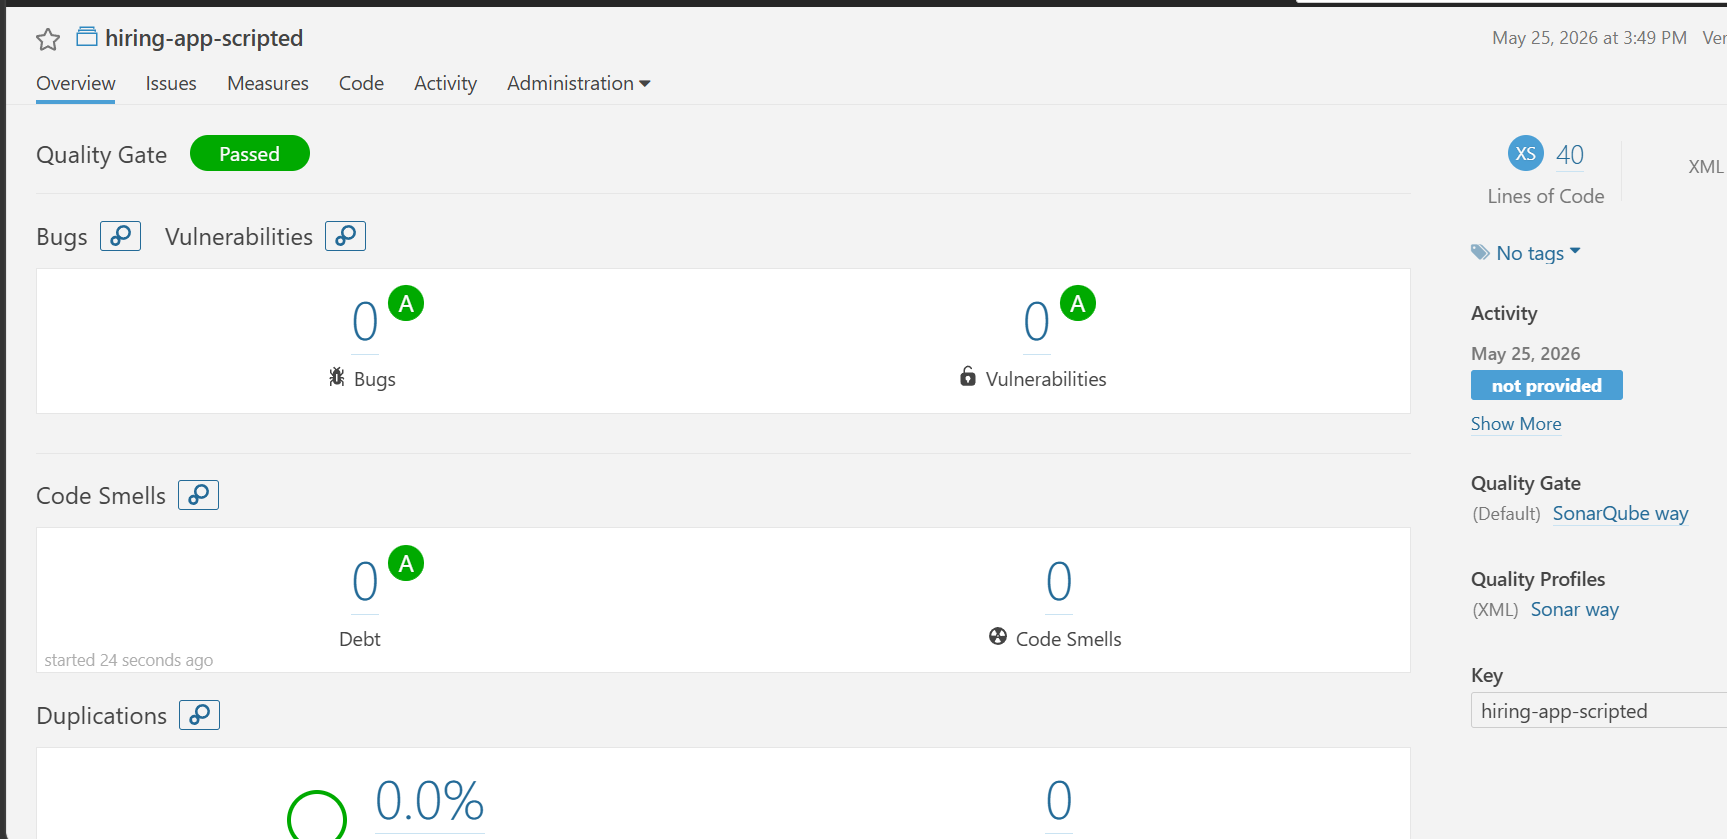 hiring-app-scripted
May 25, 2026 at 3:49 PM Ver
Overview Issues Measures Code Activity Administration
Quality Gate Passed
XS 40
Lines of Code
XML
Bugs Vulnerabilities
No tags
0 A
Bugs
0 A
Vulnerabilities
Activity
May 25, 2026
not provided
Show More
Code Smells
Quality Gate
(Default) SonarQube way
0 A
Debt
0
Code Smells
started 24 seconds ago
Quality Profiles
(XML) Sonar way
Key
hiring-app-scripted
Duplications
0.0%
0